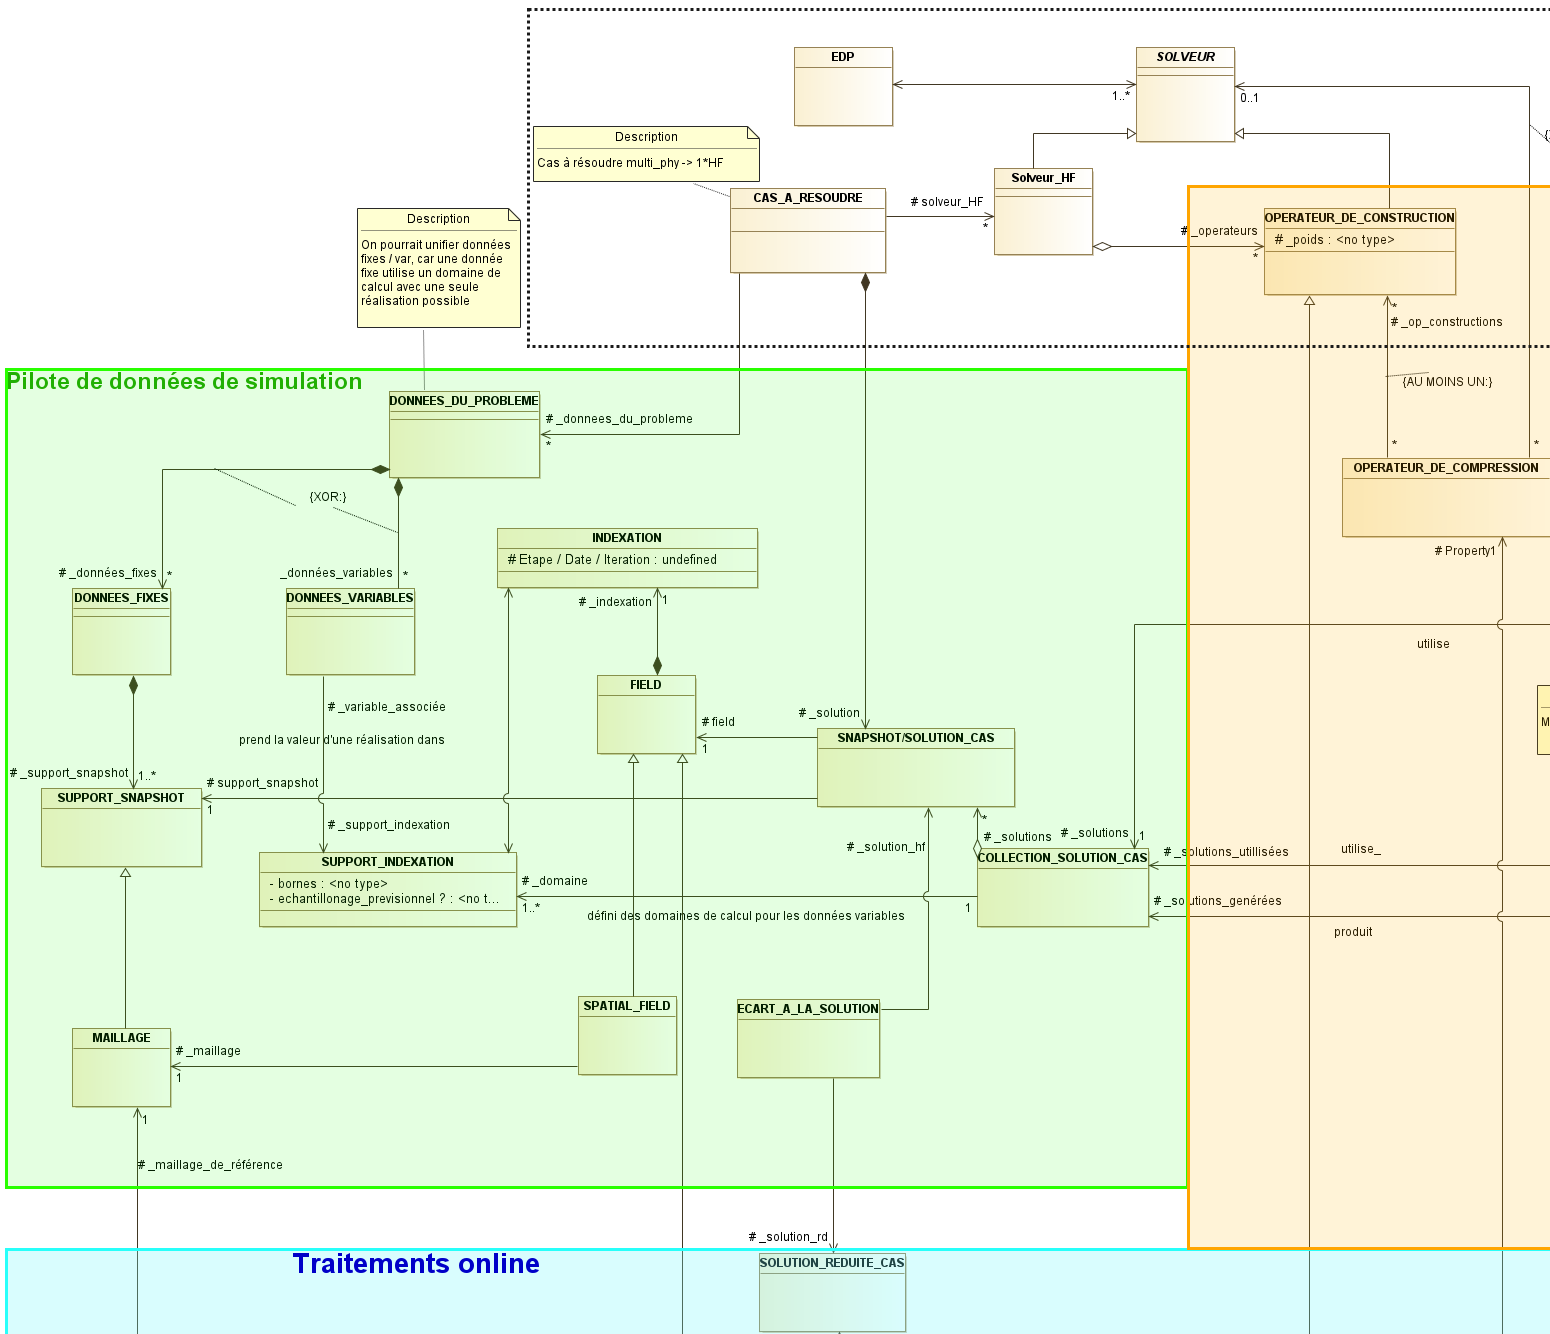 EDP
SOLVEUR
1..*
0..1
Description
Cas à résoudre multi_phy -> 1*HF
Solveur_HF
CAS_A_RESOUDRE
# solveur_HF
*
Description
On pourrait unifier données
fixes / var, car une donnée
fixe utilise un domaine de
calcul avec une seule
réalisation possible
OPERATEUR_DE_CONSTRUCTION
# _poids : <no type>
# _operateurs
*
*
# _op_constructions
Pilote de données de simulation
{AU MOINS UN:}
DONNEES_DU_PROBLEME
# _donnees_du_probleme
*
*
*
OPERATEUR_DE_COMPRESSION
{XOR:}
INDEXATION
# Etape / Date / Iteration : undefined
# Property1
# _données_fixes
*
_données_variables
*
DONNEES_FIXES
DONNEES_VARIABLES
# _indexation
1
utilise
FIELD
# _variable_associée
# field
1
# _solution
M
prend la valeur d'une réalisation dans
SNAPSHOT/SOLUTION_CAS
# _support_snapshot
1..*
# support_snapshot
1
SUPPORT_SNAPSHOT
# _support_indexation
*
# _solutions
# _solutions
1
# _solution_hf
utilise_
# _solutions_utillisées
SUPPORT_INDEXATION
COLLECTION_SOLUTION_CAS
- bornes : <no type>
- echantillonage_previsionnel ? : <no t...
# _domaine
1..*
1
# _solutions_générées
défini des domaines de calcul pour les données variables
produit
SPATIAL_FIELD
ECART_A_LA_SOLUTION
MAILLAGE
# _maillage
1
1
# _maillage_de_référence
# _solution_rd
Traitements online
SOLUTION_REDUITE_CAS